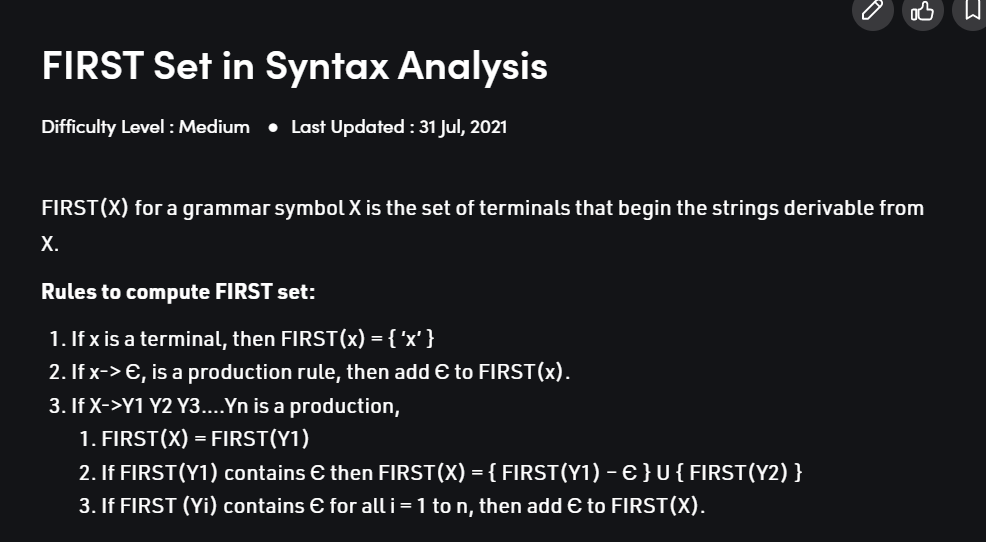 FIRST Set in Syntax Analysis
Difficulty Level : Medium ● Last Updated : 31 Jul, 2021
FIRST(X) for a grammar symbol X is the set of terminals that begin the strings derivable from
X.
Rules to compute FIRST set:
1. If x is a terminal, then FIRST(x) = { ‘x’ }
2. If x-> Є, is a production rule, then add Є to FIRST(x).
3. If X->Y1 Y2 Y3….Yn is a production,
1. FIRST(X) = FIRST(Y1)
2. If FIRST(Y1) contains Є then FIRST(X) = { FIRST(Y1) – Є } U { FIRST(Y2) }
3. If FIRST (Yi) contains Є for all i = 1 to n, then add Є to FIRST(X).